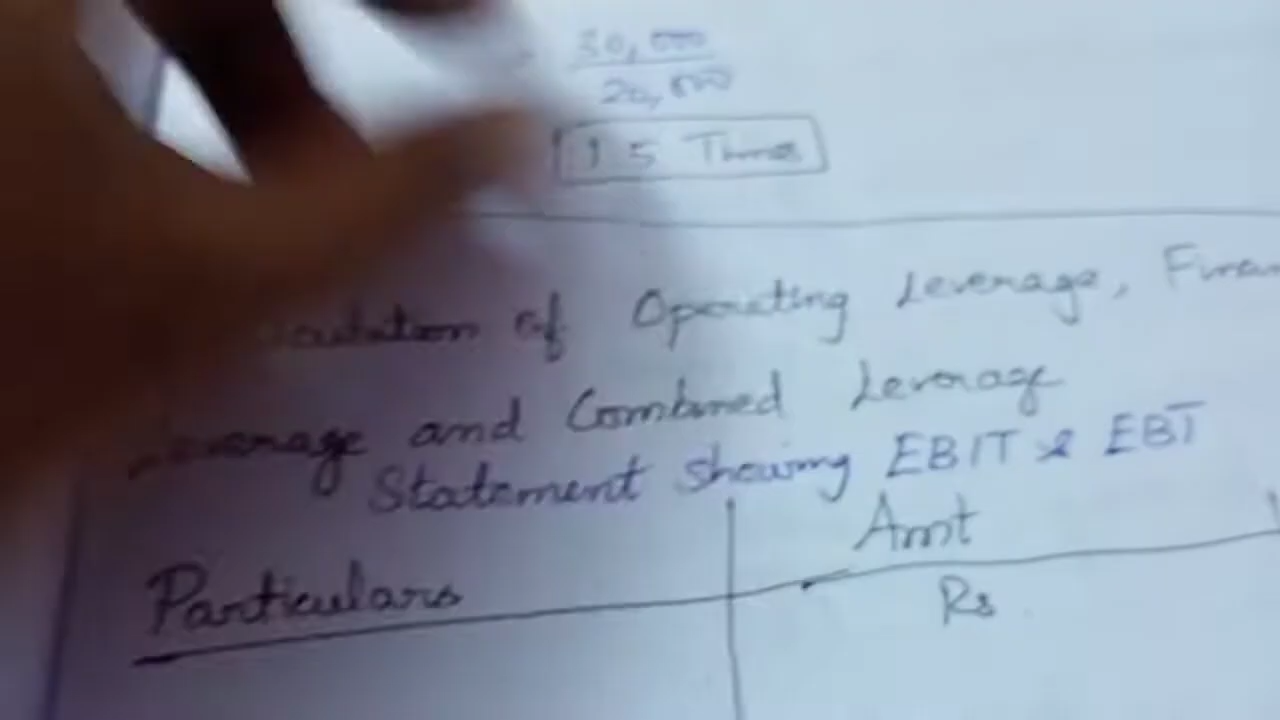 30,000
20,000
1.5 Times
of Operating Leverage,
Leverage and Combined Leverage
Statement showing EBIT & EBT
Particulars Amt
Rs